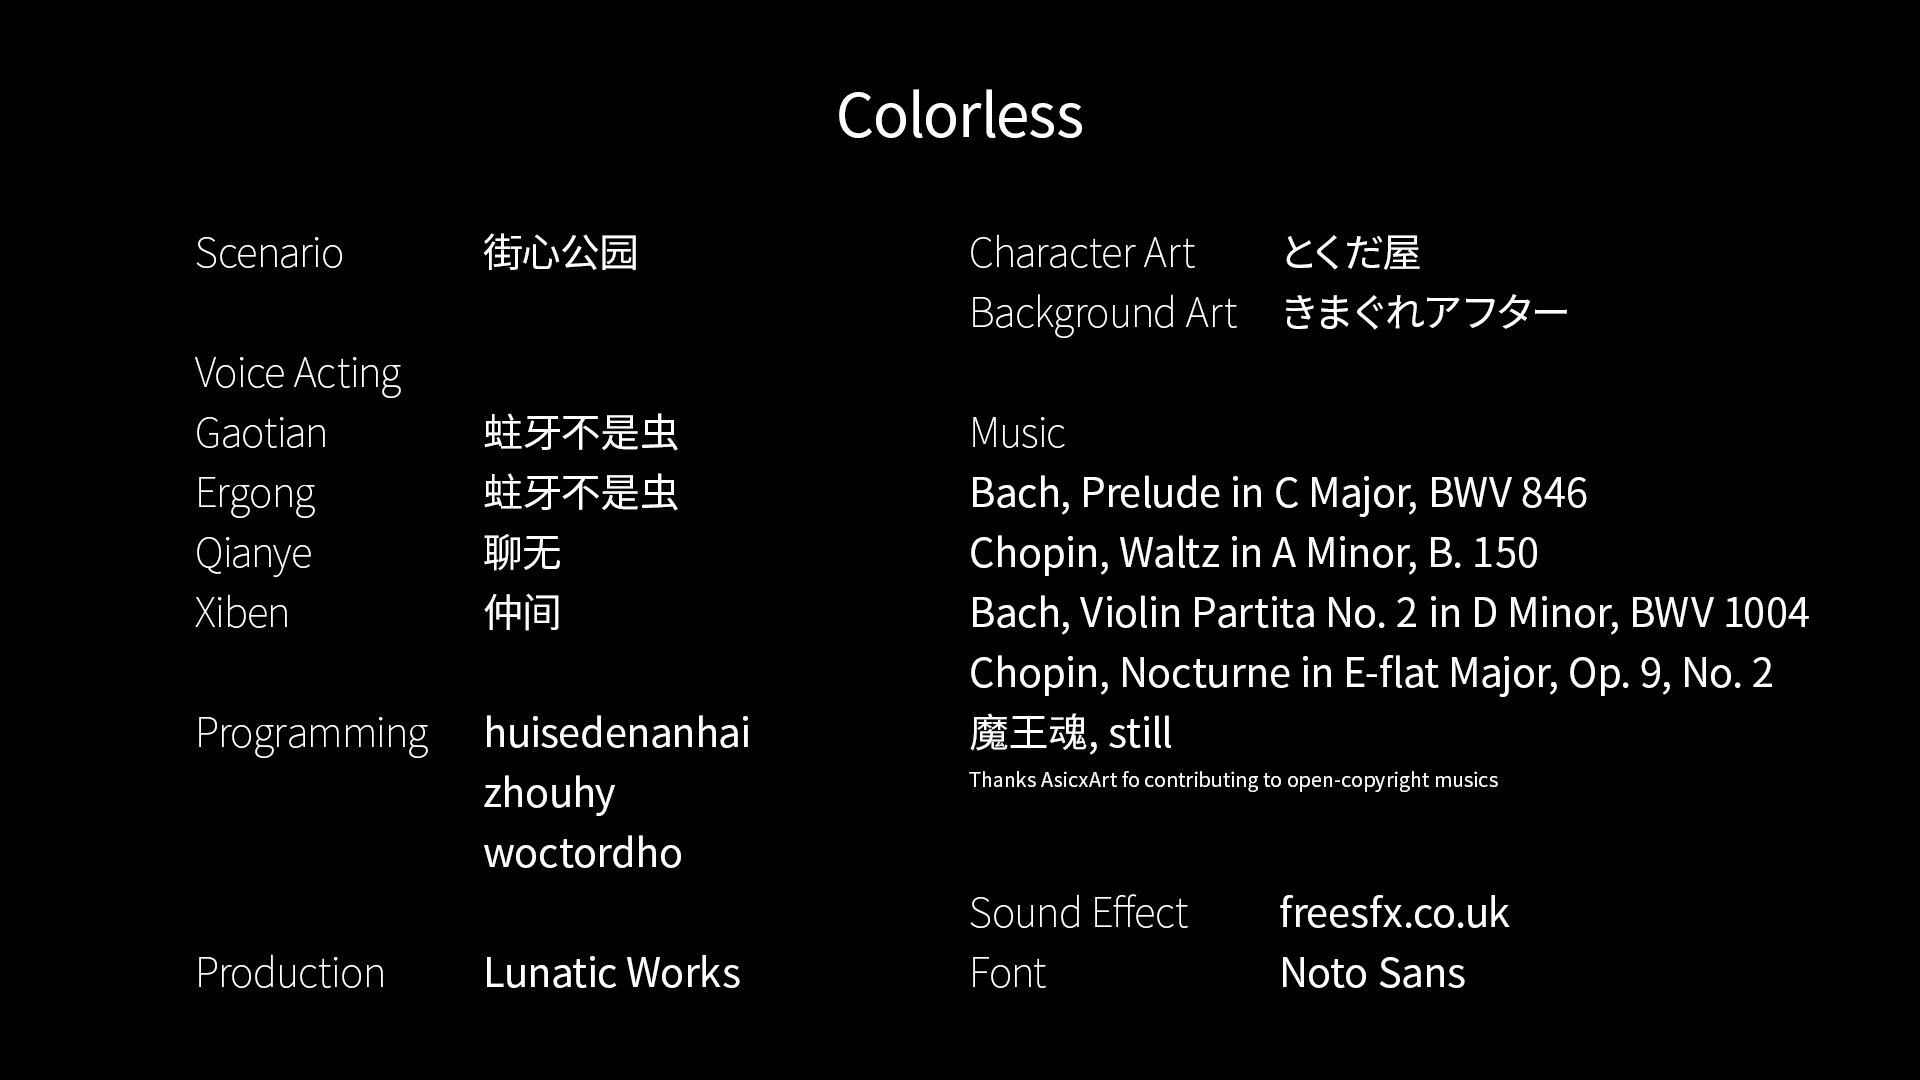 Colorless
Scenario 街心公园
Voice Acting
Gaotian 蛀牙不是虫
Ergong 蛀牙不是虫
Qianye 聊无
Xiben 仲间
Programming huisedenanhai
zhouhy
woctordho
Production Lunatic Works
Character Art とくだ屋
Background Art きまぐれアフター
Music
Bach, Prelude in C Major, BWV 846
Chopin, Waltz in A Minor, B. 150
Bach, Violin Partita No. 2 in D Minor, BWV 1004
Chopin, Nocturne in E-flat Major, Op. 9, No. 2
魔王魂, still
Thanks AsicxArt fo contributing to open-copyright musics
Sound Effect freesfx.co.uk
Font Noto Sans